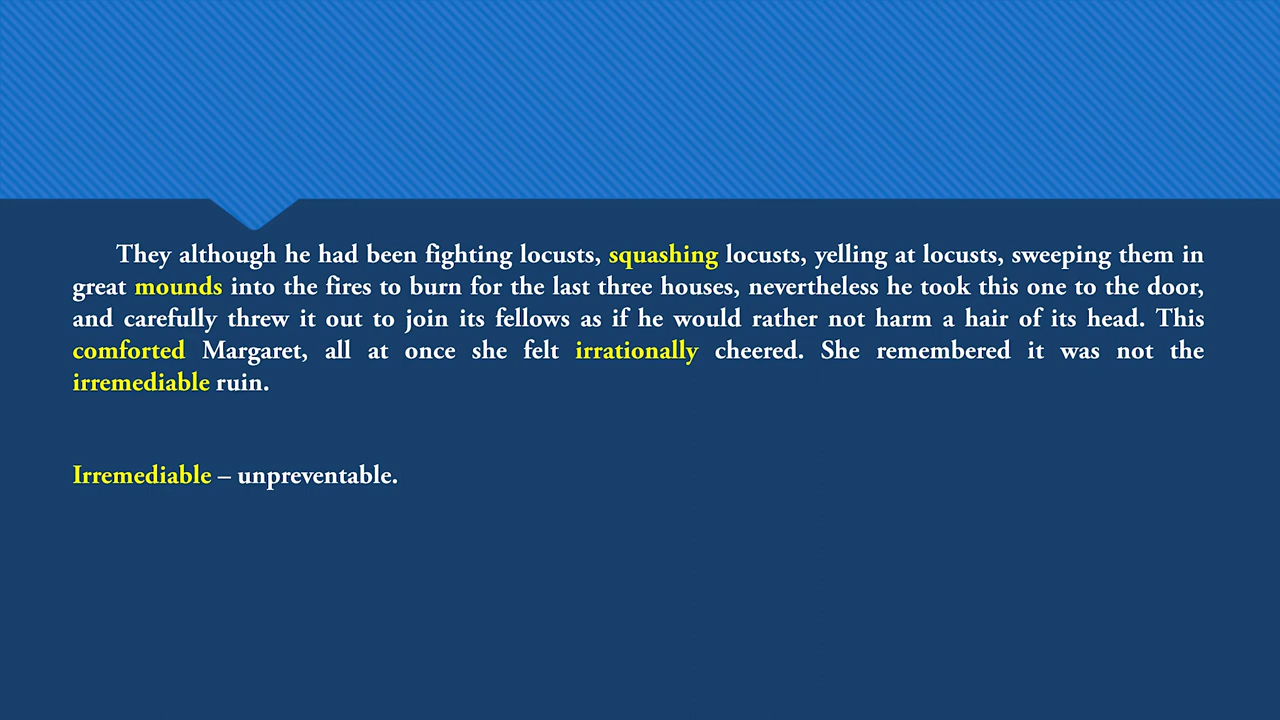 They although he had been fighting locusts, squashing locusts, yelling at locusts, sweeping them in
great mounds into the fires to burn for the last three houses, nevertheless he took this one to the door,
and carefully threw it out to join its fellows as if he would rather not harm a hair of its head. This
comforted Margaret, all at once she felt irrationally cheered. She remembered it was not the
irremediable ruin.
Irremediable – unpreventable.